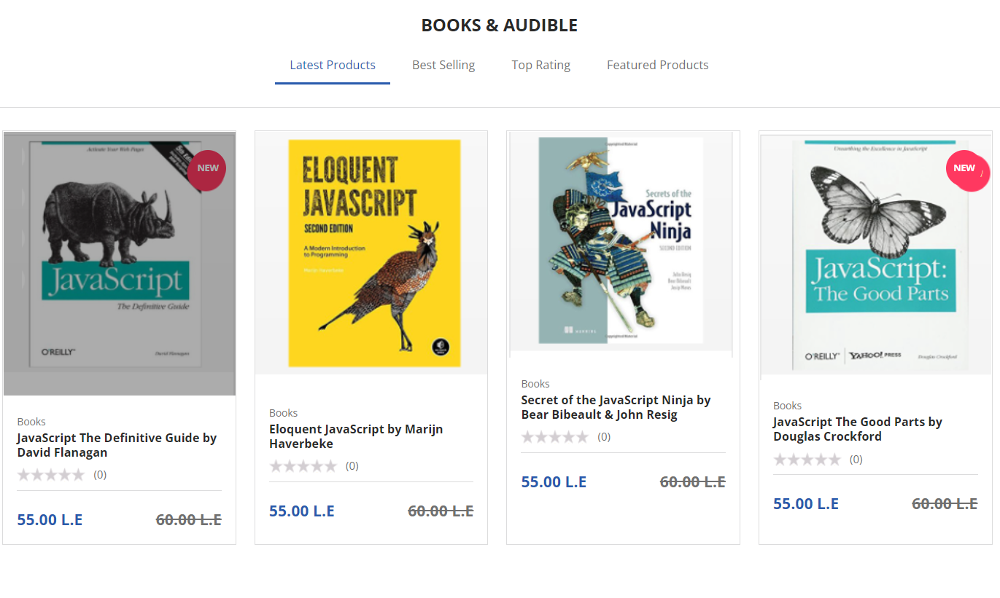 BOOKS & AUDIBLE
Latest Products
Best Selling
Top Rating
Featured Products
Activate Your Web Pages
NEW
JavaScript
The Definitive Guide
O'REILLY
David Flanagan
Books
JavaScript The Definitive Guide by
David Flanagan
(0)
55.00 L.E
60.00 L.E
ELOQUENT
JAVASCRIPT
SECOND EDITION
A Modern Introduction
to Programming
Books
Eloquent JavaScript by Marijn
Haverbeke
(0)
55.00 L.E
60.00 L.E
Secrets of the
JavaScript
Ninja
SECOND EDITION
John Resig
Bear Bibeault
Josip Maras
MANNING
Books
Secret of the JavaScript Ninja by
Bear Bibeault & John Resig
(0)
55.00 L.E
60.00 L.E
Unearthing the Excellence in JavaScript
NEW
JavaScript:
The Good Parts
O'REILLY
YAHOO! PRESS
Douglas Crockford
Books
JavaScript The Good Parts by
Douglas Crockford
(0)
55.00 L.E
60.00 L.E